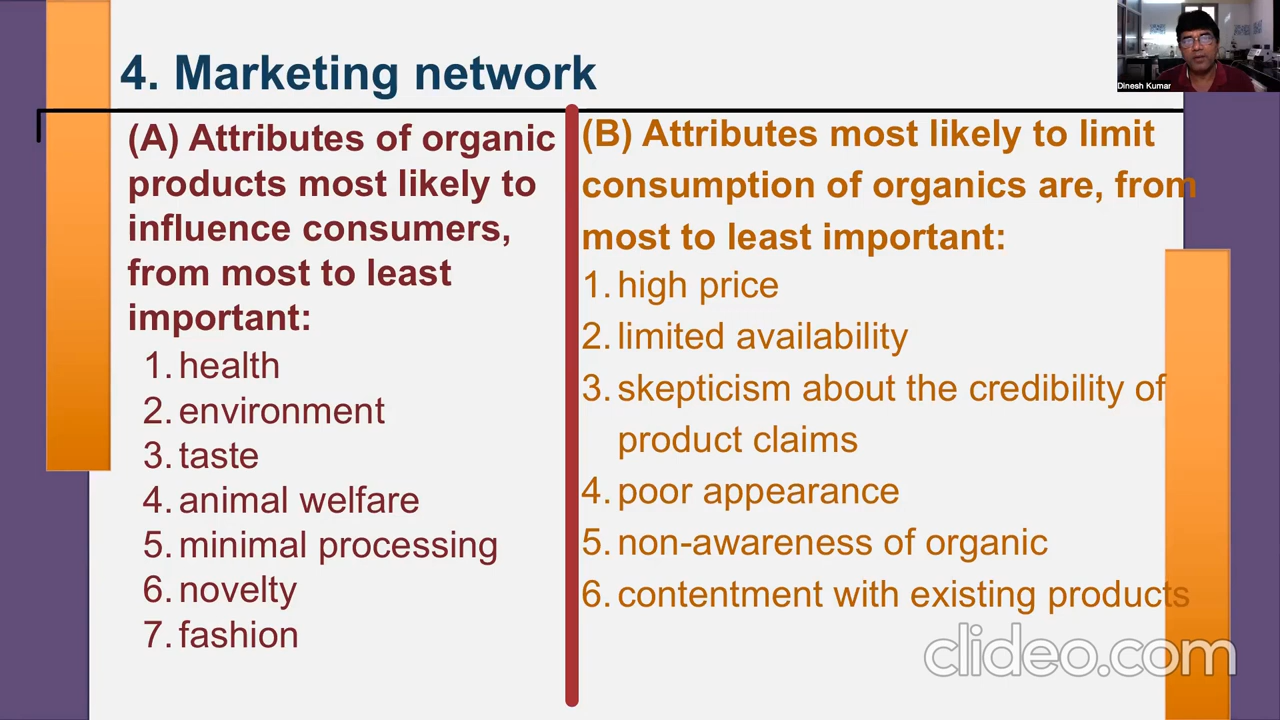 4. Marketing network
Dinesh Kumar
(A) Attributes of organic
products most likely to
influence consumers,
from most to least
important:
1. health
2. environment
3. taste
4. animal welfare
5. minimal processing
6. novelty
7. fashion
(B) Attributes most likely to limit
consumption of organics are, from
most to least important:
1. high price
2. limited availability
3. skepticism about the credibility of
product claims
4. poor appearance
5. non-awareness of organic
6. contentment with existing products
clideo.com